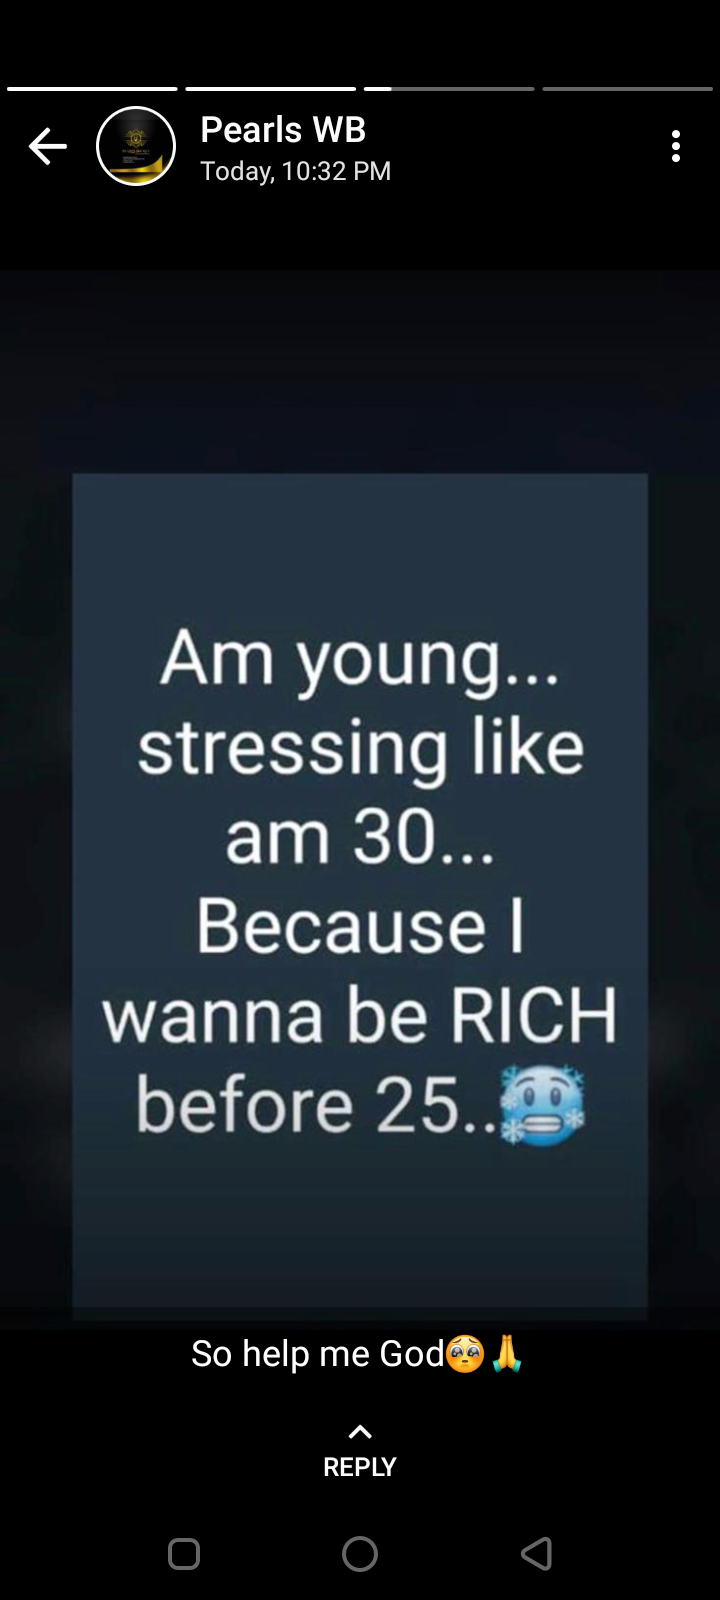 Pearls WB
Today, 10:32 PM
Am young...
stressing like
am 30...
Because I
wanna be RICH
before 25..🥶
So help me God🥺🙏
REPLY